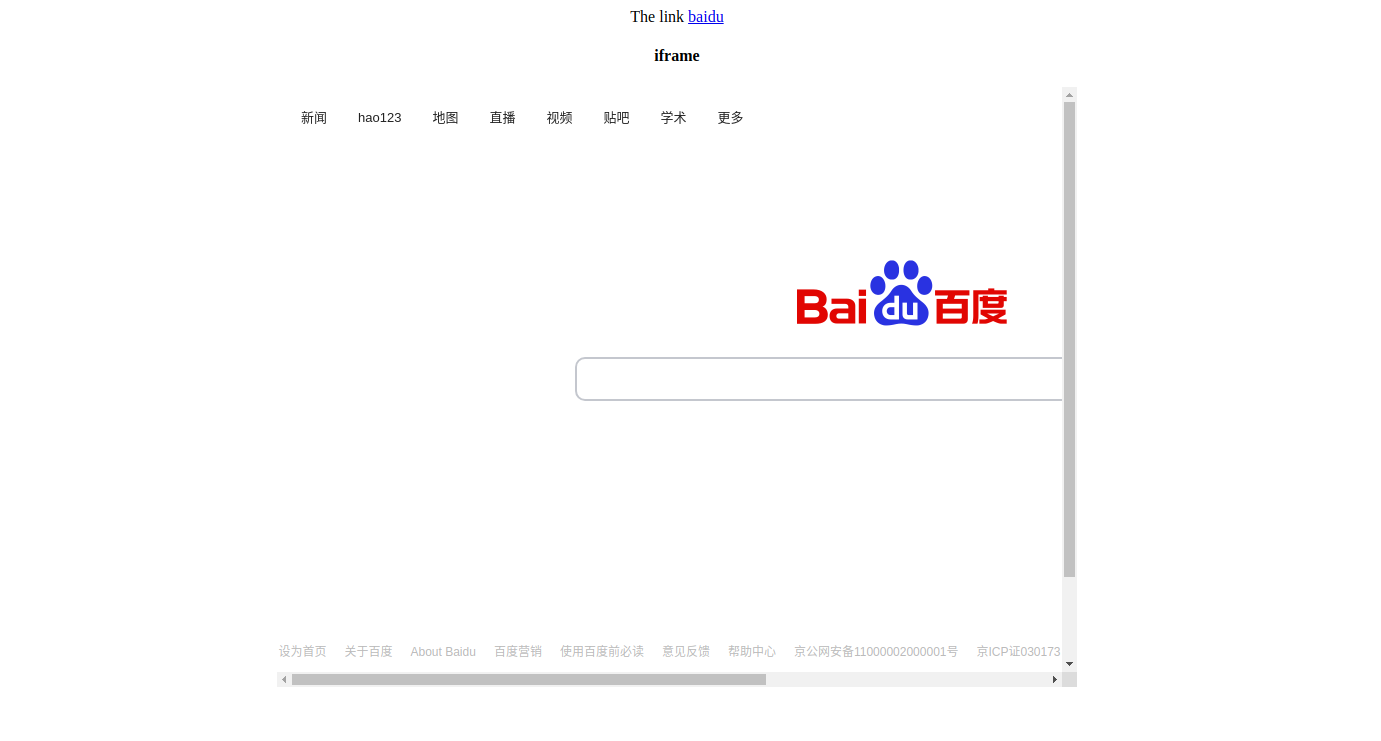 The link baidu
iframe
新闻 hao123 地图 直播 视频 贴吧 学术 更多
Bai du 百度
设为首页 关于百度 About Baidu 百度营销 使用百度前必读 意见反馈 帮助中心 京公网安备11000002000001号 京ICP证030173